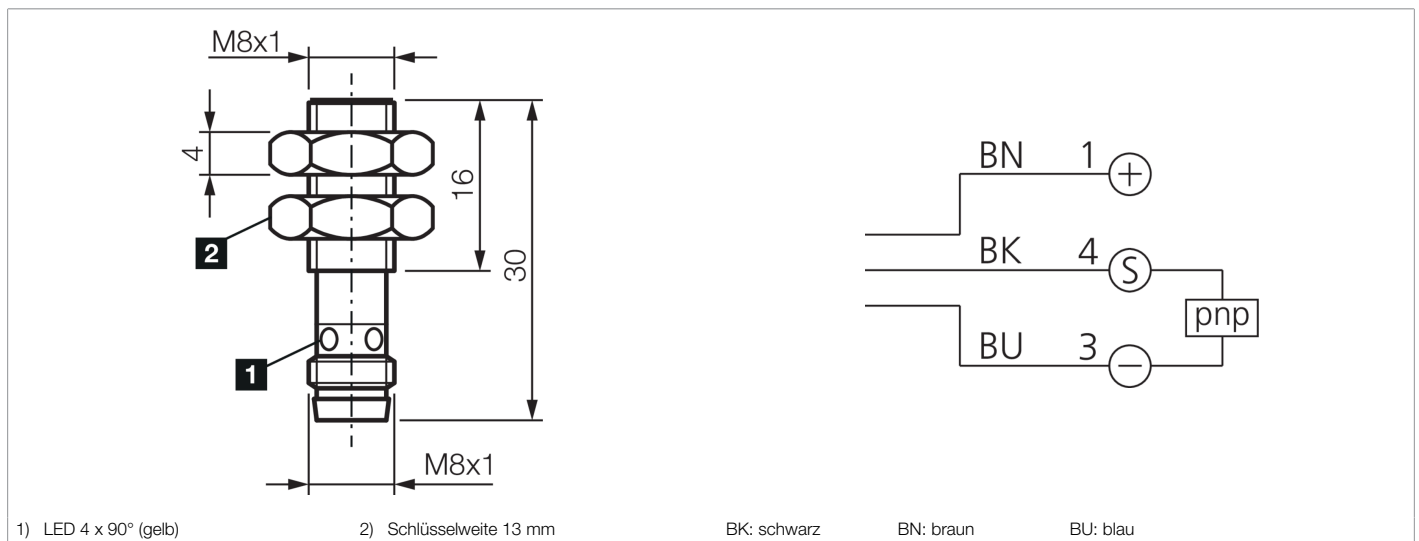 M8x1
4
16
30
2
1
M8x1
BN 1 +
BK 4 S
pnp
BU 3 −
1) LED 4 x 90° (gelb) 2) Schlüsselweite 13 mm BK: schwarz BN: braun BU: blau